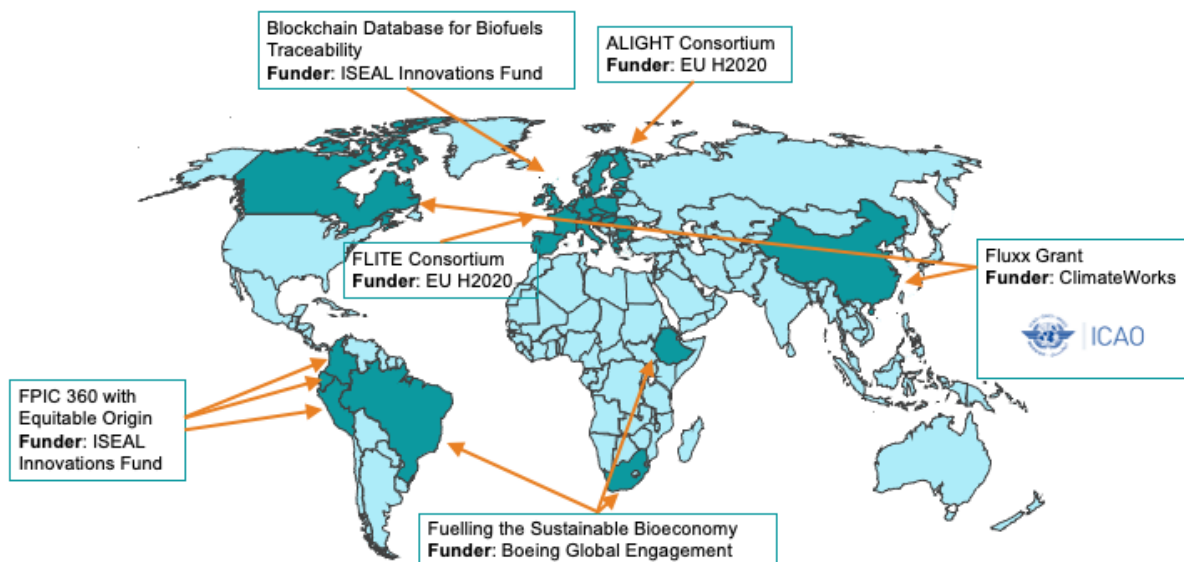 Blockchain Database for Biofuels
Traceability
Funder: ISEAL Innovations Fund
ALIGHT Consortium
Funder: EU H2020
FLITE Consortium
Funder: EU H2020
Fluxx Grant
Funder: ClimateWorks
ICAO
FPIC 360 with
Equitable Origin
Funder: ISEAL
Innovations Fund
Fuelling the Sustainable Bioeconomy
Funder: Boeing Global Engagement